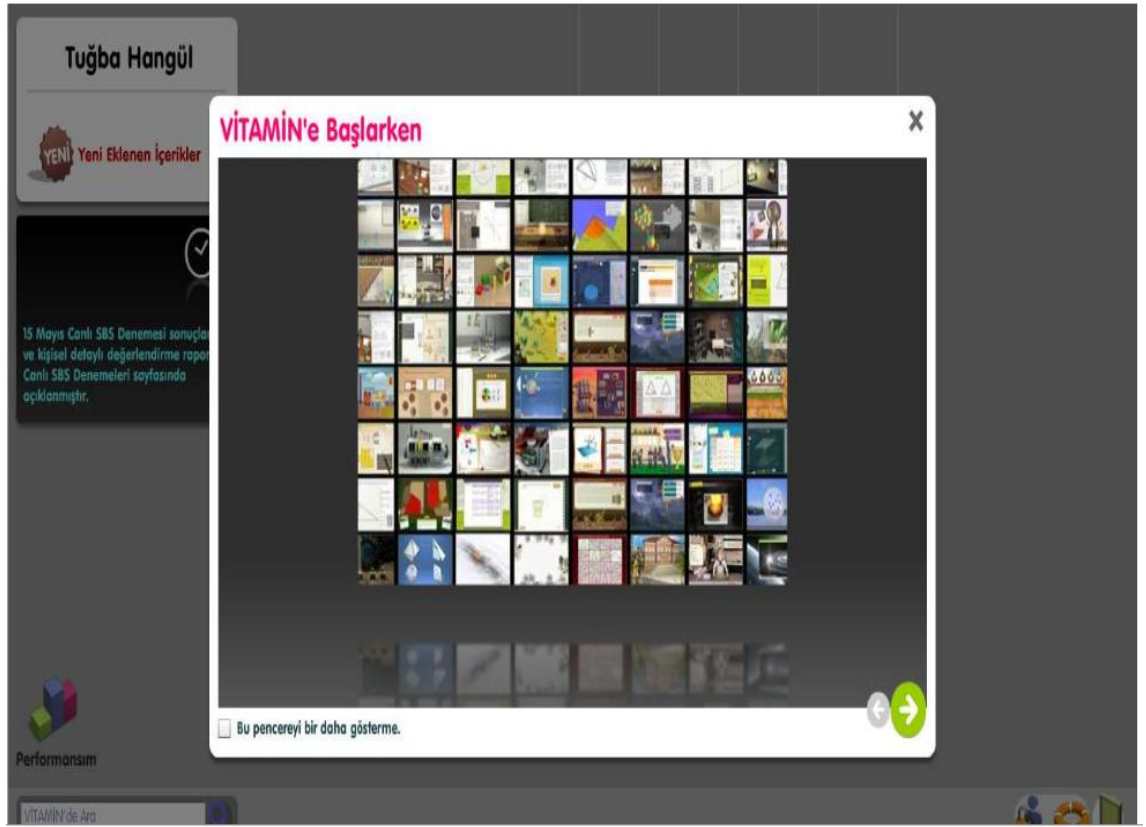 Tuğba Hangül
YENİ
Yeni Eklenen İçerikler
15 Mayıs Canlı SBS Denemesi sonuçlar
ve kişisel detaylı değerlendirme rapor
Canlı SBS Denemeleri sayfasında
açıklanmıştır.
VİTAMİN'e Başlarken
Bu pencereyi bir daha gösterme.
Performansım
VİTAMİN'de Ara